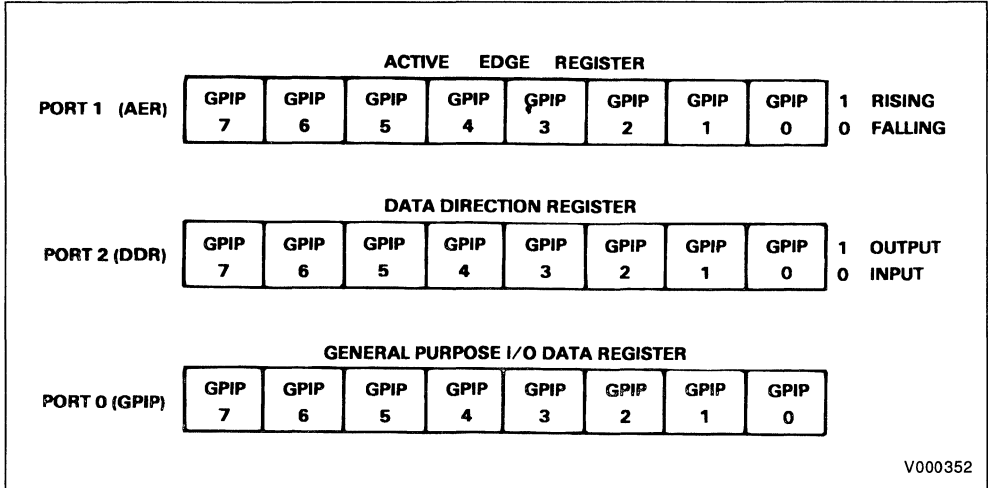 ACTIVE EDGE REGISTER
PORT 1 (AER) GPIP 7 GPIP 6 GPIP 5 GPIP 4 GPIP 3 GPIP 2 GPIP 1 GPIP 0 1 RISING
0 FALLING
DATA DIRECTION REGISTER
PORT 2 (DDR) GPIP 7 GPIP 6 GPIP 5 GPIP 4 GPIP 3 GPIP 2 GPIP 1 GPIP 0 1 OUTPUT
0 INPUT
GENERAL PURPOSE I/O DATA REGISTER
PORT 0 (GPIP) GPIP 7 GPIP 6 GPIP 5 GPIP 4 GPIP 3 GPIP 2 GPIP 1 GPIP 0
V000352